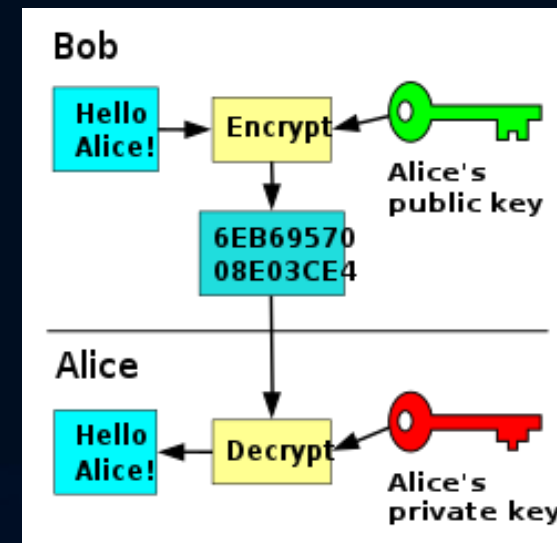 Bob
Hello
Alice!
Encrypt
Alice's
public key
6EB69570
08E03CE4
Alice
Hello
Alice!
Decrypt
Alice's
private key